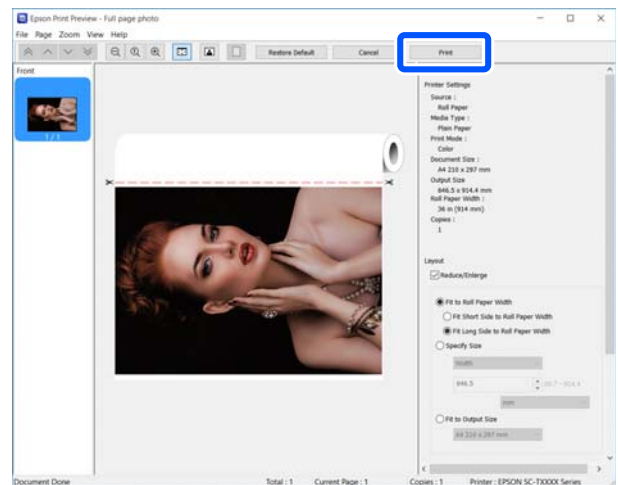 Epson Print Preview - Full page photo
File Page Zoom View Help
Restore Default Cancel Print
Front
1 / 1
Printer Settings
Source :
Roll Paper
Media Type :
Plain Paper
Print Mode :
Color
Document Size :
A4 210 x 297 mm
Output Size
646.5 x 914.4 mm
Roll Paper Width :
36 in (914 mm)
Copies :
1
Layout
Reduce/Enlarge
Fit to Roll Paper Width
Fit Short Side to Roll Paper Width
Fit Long Side to Roll Paper Width
Specify Size
Width
646.5
mm
Fit to Output Size
A4 210 x 297 mm
Document Done Total : 1 Current Page : 1 Copies : 1 Printer : EPSON SC-TXXXX Series